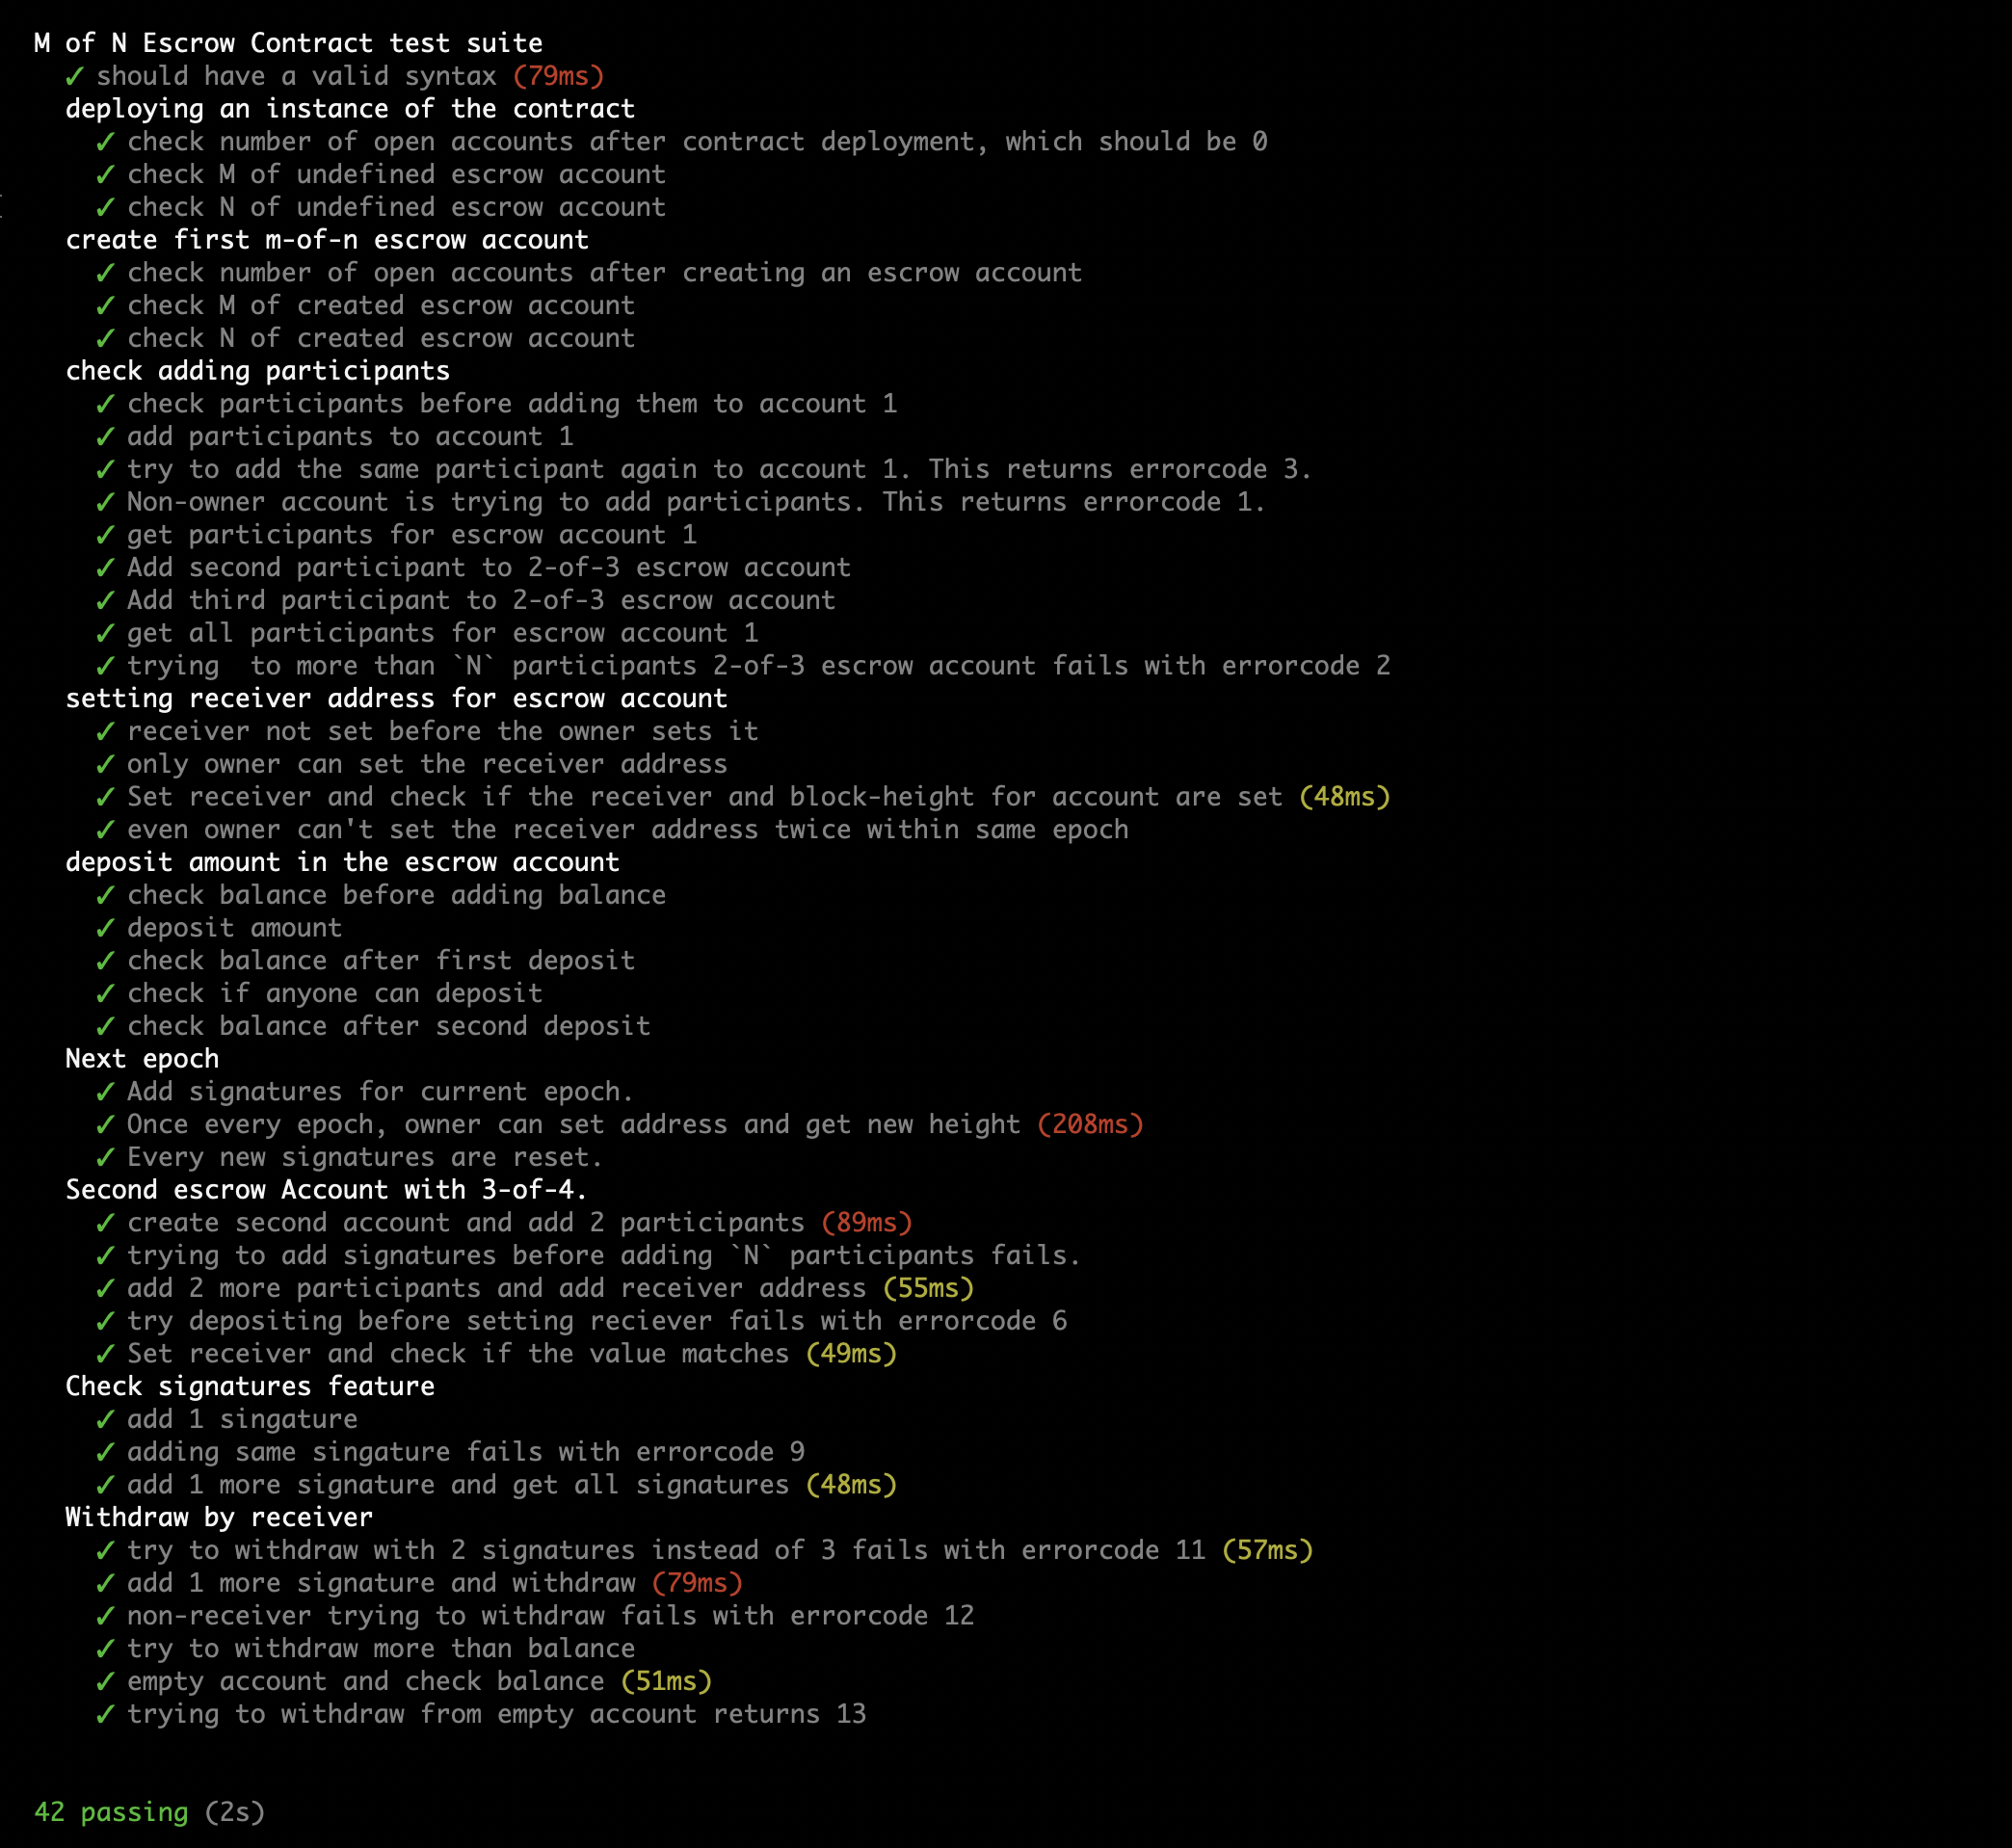 M of N Escrow Contract test suite
✓ should have a valid syntax (79ms)
deploying an instance of the contract
✓ check number of open accounts after contract deployment, which should be 0
✓ check M of undefined escrow account
✓ check N of undefined escrow account
create first m-of-n escrow account
✓ check number of open accounts after creating an escrow account
✓ check M of created escrow account
✓ check N of created escrow account
check adding participants
✓ check participants before adding them to account 1
✓ add participants to account 1
✓ try to add the same participant again to account 1. This returns errorcode 3.
✓ Non-owner account is trying to add participants. This returns errorcode 1.
✓ get participants for escrow account 1
✓ Add second participant to 2-of-3 escrow account
✓ Add third participant to 2-of-3 escrow account
✓ get all participants for escrow account 1
✓ trying  to more than `N` participants 2-of-3 escrow account fails with errorcode 2
setting receiver address for escrow account
✓ receiver not set before the owner sets it
✓ only owner can set the receiver address
✓ Set receiver and check if the receiver and block-height for account are set (48ms)
✓ even owner can't set the receiver address twice within same epoch
deposit amount in the escrow account
✓ check balance before adding balance
✓ deposit amount
✓ check balance after first deposit
✓ check if anyone can deposit
✓ check balance after second deposit
Next epoch
✓ Add signatures for current epoch.
✓ Once every epoch, owner can set address and get new height (208ms)
✓ Every new signatures are reset.
Second escrow Account with 3-of-4.
✓ create second account and add 2 participants (89ms)
✓ trying to add signatures before adding `N` participants fails.
✓ add 2 more participants and add receiver address (55ms)
✓ try depositing before setting reciever fails with errorcode 6
✓ Set receiver and check if the value matches (49ms)
Check signatures feature
✓ add 1 singature
✓ adding same singature fails with errorcode 9
✓ add 1 more signature and get all signatures (48ms)
Withdraw by receiver
✓ try to withdraw with 2 signatures instead of 3 fails with errorcode 11 (57ms)
✓ add 1 more signature and withdraw (79ms)
✓ non-receiver trying to withdraw fails with errorcode 12
✓ try to withdraw more than balance
✓ empty account and check balance (51ms)
✓ trying to withdraw from empty account returns 13
42 passing (2s)